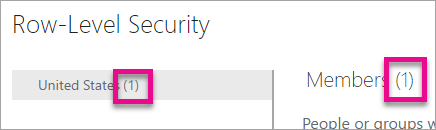 Row-Level Security
United States (1)
Members (1)
People or groups w